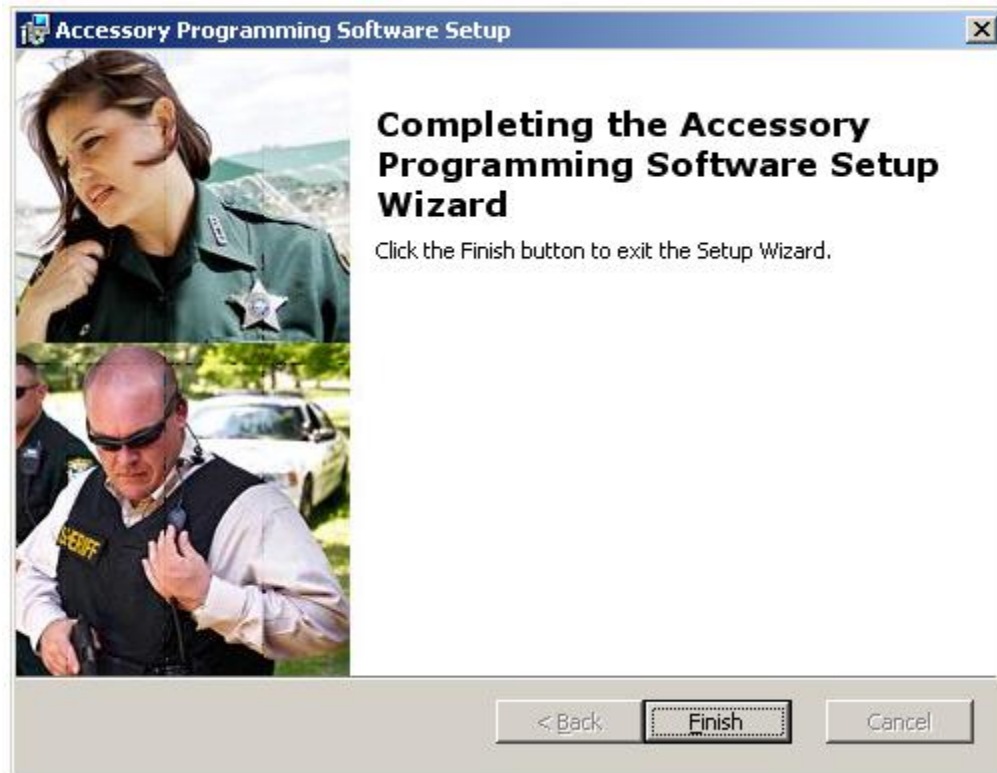 Accessory Programming Software Setup
Completing the Accessory
Programming Software Setup
Wizard
Click the Finish button to exit the Setup Wizard.
SHERIFF
< Back
Finish
Cancel